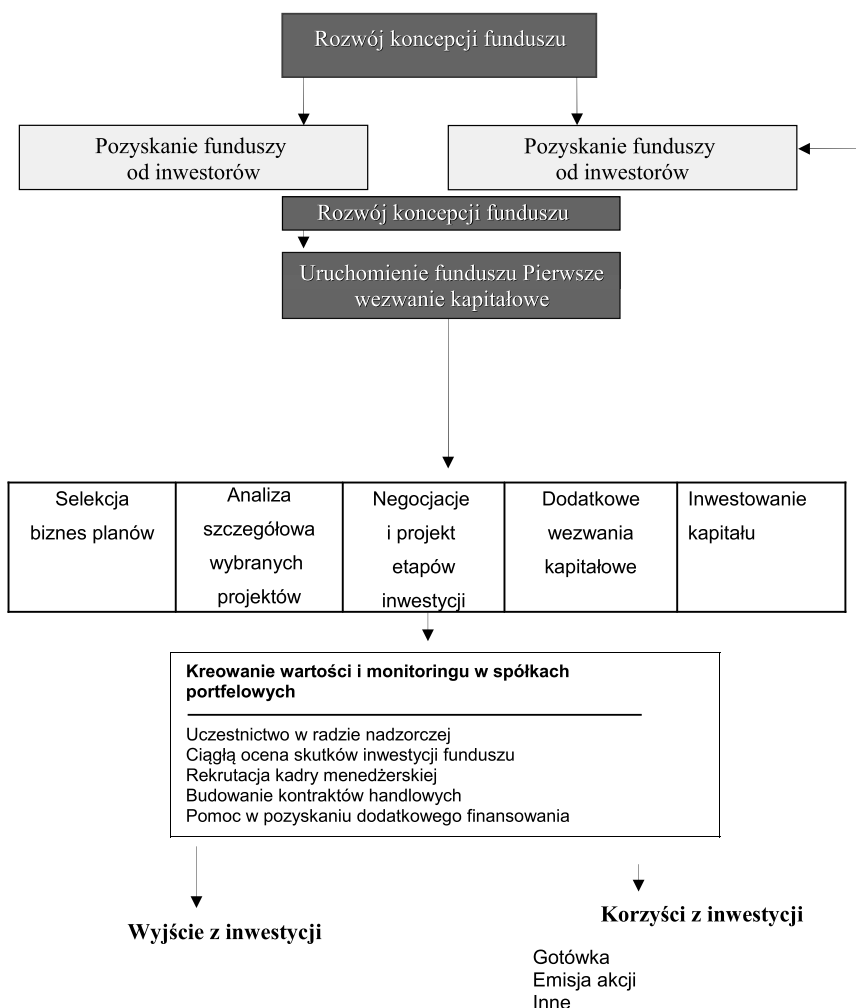 Rozwój koncepcji funduszu
Pozyskanie funduszy
od inwestorów
Pozyskanie funduszy
od inwestorów
Rozwój koncepcji funduszu
Uruchomienie funduszu Pierwsze
wezwanie kapitałowe
Selekcja
biznes planów
Analiza
szczegółowa
wybranych
projektów
Negocjacje
i projekt
etapów
inwestycji
Dodatkowe
wezwania
kapitałowe
Inwestowanie
kapitału
Kreowanie wartości i monitoringu w spółkach
portfelowych
Uczestnictwo w radzie nadzorczej
Ciągłą ocena skutków inwestycji funduszu
Rekrutacja kadry menedżerskiej
Budowanie kontraktów handlowych
Pomoc w pozyskaniu dodatkowego finansowania
Wyjście z inwestycji
Korzyści z inwestycji
Gotówka
Emisja akcji
Inne